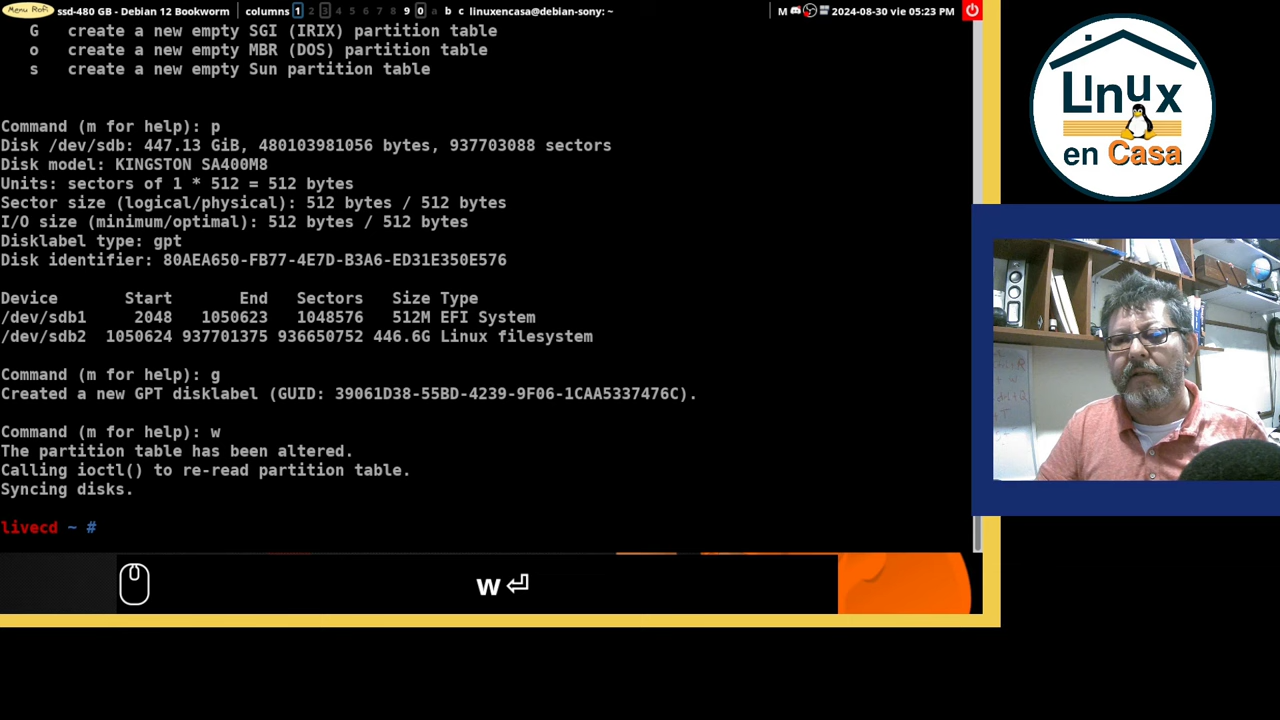 Menu Rofi ssd-480 GB - Debian 12 Bookworm columns 1 2 3 4 5 6 7 8 9 0 a b c linuxencasa@debian-sony: ~ M 2024-08-30 vie 05:23 PM
G create a new empty SGI (IRIX) partition table
o create a new empty MBR (DOS) partition table
s create a new empty Sun partition table
Command (m for help): p
Disk /dev/sdb: 447.13 GiB, 480103981056 bytes, 937703088 sectors
Disk model: KINGSTON SA400M8
Units: sectors of 1 * 512 = 512 bytes
Sector size (logical/physical): 512 bytes / 512 bytes
I/O size (minimum/optimal): 512 bytes / 512 bytes
Disklabel type: gpt
Disk identifier: 80AEA650-FB77-4E7D-B3A6-ED31E350E576
Device Start End Sectors Size Type
/dev/sdb1 2048 1050623 1048576 512M EFI System
/dev/sdb2 1050624 937701375 936650752 446.6G Linux filesystem
Command (m for help): g
Created a new GPT disklabel (GUID: 39061D38-55BD-4239-9F06-1CAA5337476C).
Command (m for help): w
The partition table has been altered.
Calling ioctl() to re-read partition table.
Syncing disks.
livecd ~ #
w ⏎
Linux
en Casa